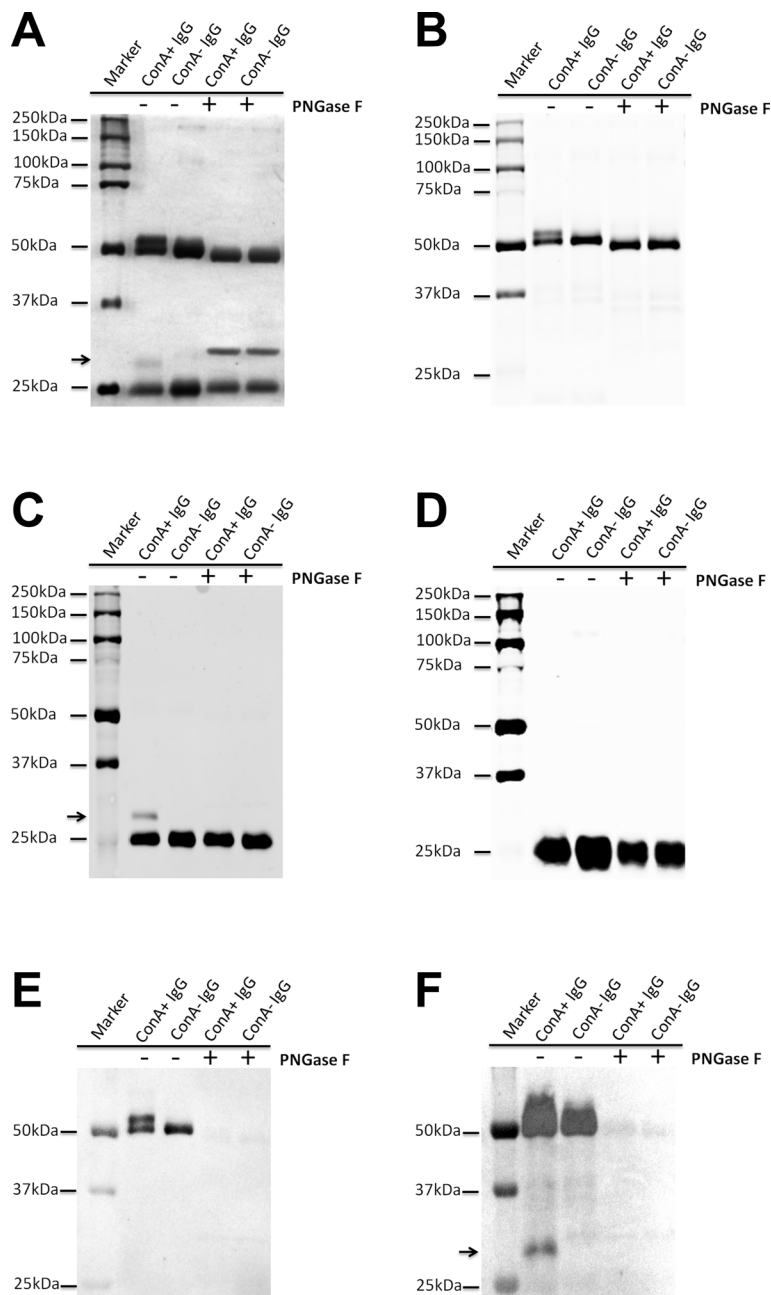 A
Marker
ConA+ IgG
ConA- IgG
ConA+ IgG
ConA- IgG
- - + + PNGase F
250kDa
150kDa
100kDa
75kDa
50kDa
37kDa
25kDa
B
Marker
ConA+ IgG
ConA- IgG
ConA+ IgG
ConA- IgG
- - + + PNGase F
250kDa
150kDa
100kDa
75kDa
50kDa
37kDa
25kDa
C
Marker
ConA+ IgG
ConA- IgG
ConA+ IgG
ConA- IgG
- - + + PNGase F
250kDa
150kDa
100kDa
75kDa
50kDa
37kDa
25kDa
D
Marker
ConA+ IgG
ConA- IgG
ConA+ IgG
ConA- IgG
- - + + PNGase F
250kDa
150kDa
100kDa
75kDa
50kDa
37kDa
25kDa
E
Marker
ConA+ IgG
ConA- IgG
ConA+ IgG
ConA- IgG
- - + + PNGase F
50kDa
37kDa
25kDa
F
Marker
ConA+ IgG
ConA- IgG
ConA+ IgG
ConA- IgG
- - + + PNGase F
50kDa
37kDa
25kDa